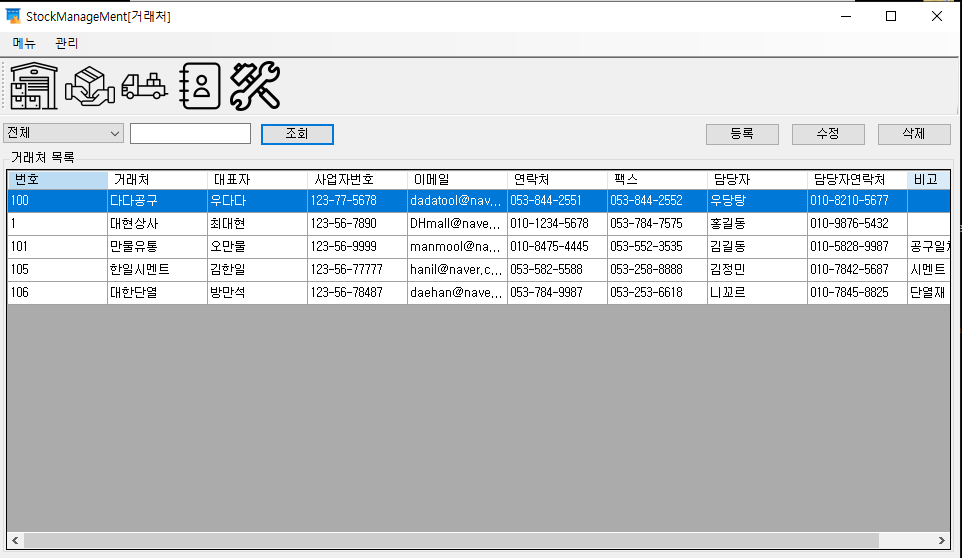 StockManageMent[거래처]
메뉴 관리
전체 조회 등록 수정 삭제
거래처 목록
번호 거래처 대표자 사업자번호 이메일 연락처 팩스 담당자 담당자연락처 비고
100 다다공구 우다다 123-77-5678 dadatool@nav... 053-844-2551 053-844-2552 우당탕 010-8210-5677
1 대현상사 최대현 123-56-7890 DHmall@nave... 010-1234-5678 053-784-7575 홍길동 010-9876-5432
101 만물유통 오만물 123-56-9999 manmool@na... 010-8475-4445 053-552-3535 김길동 010-5828-9987 공구일
105 한일시멘트 김한일 123-56-77777 hanil@naver,c... 053-582-5588 053-258-8888 김정민 010-7842-5687 시멘트
106 대한단열 방만석 123-56-78487 daehan@nave... 053-784-9987 053-253-6618 니꼬르 010-7845-8825 단열재